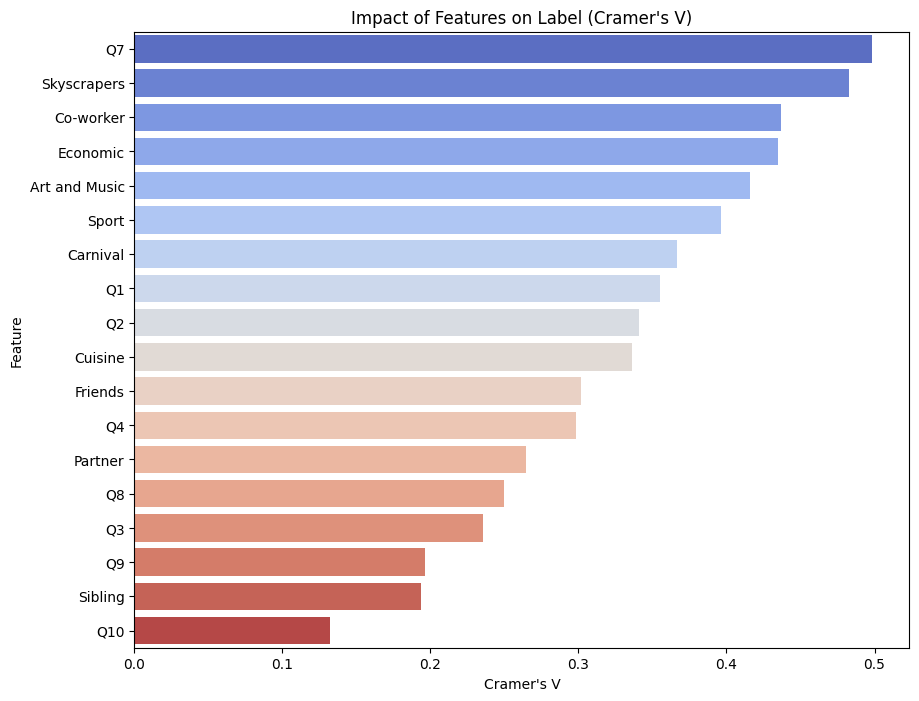 Impact of Features on Label (Cramer's V)
Q7
Skyscrapers
Co-worker
Economic
Art and Music
Sport
Carnival
Q1
Q2
Cuisine
Friends
Q4
Partner
Q8
Q3
Q9
Sibling
Q10
Feature
0.0 0.1 0.2 0.3 0.4 0.5
Cramer's V